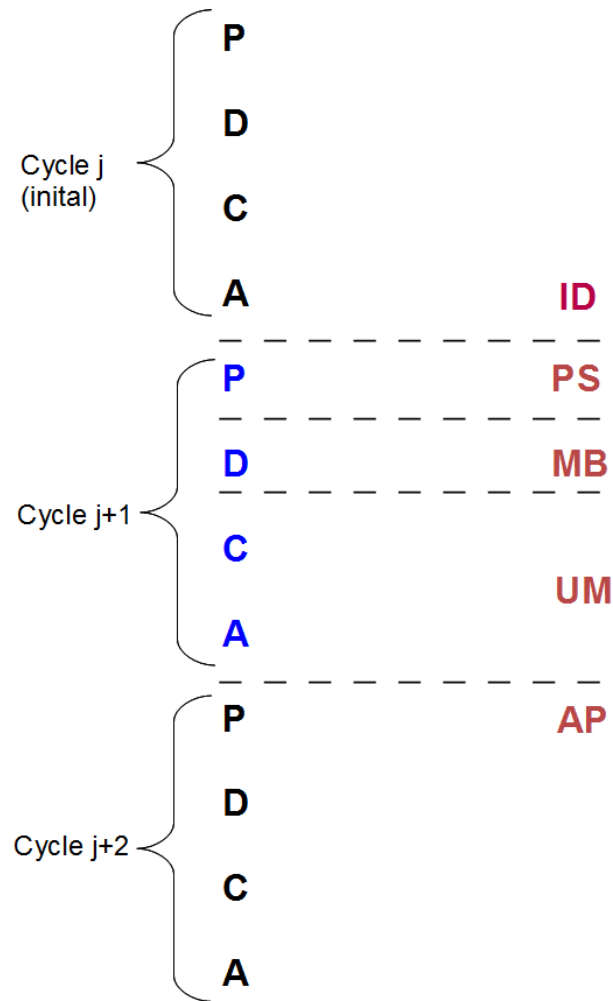 P
D
Cycle j
(inital)
C
A ID
P PS
D MB
Cycle j+1
C
UM
A
P AP
D
Cycle j+2
C
A